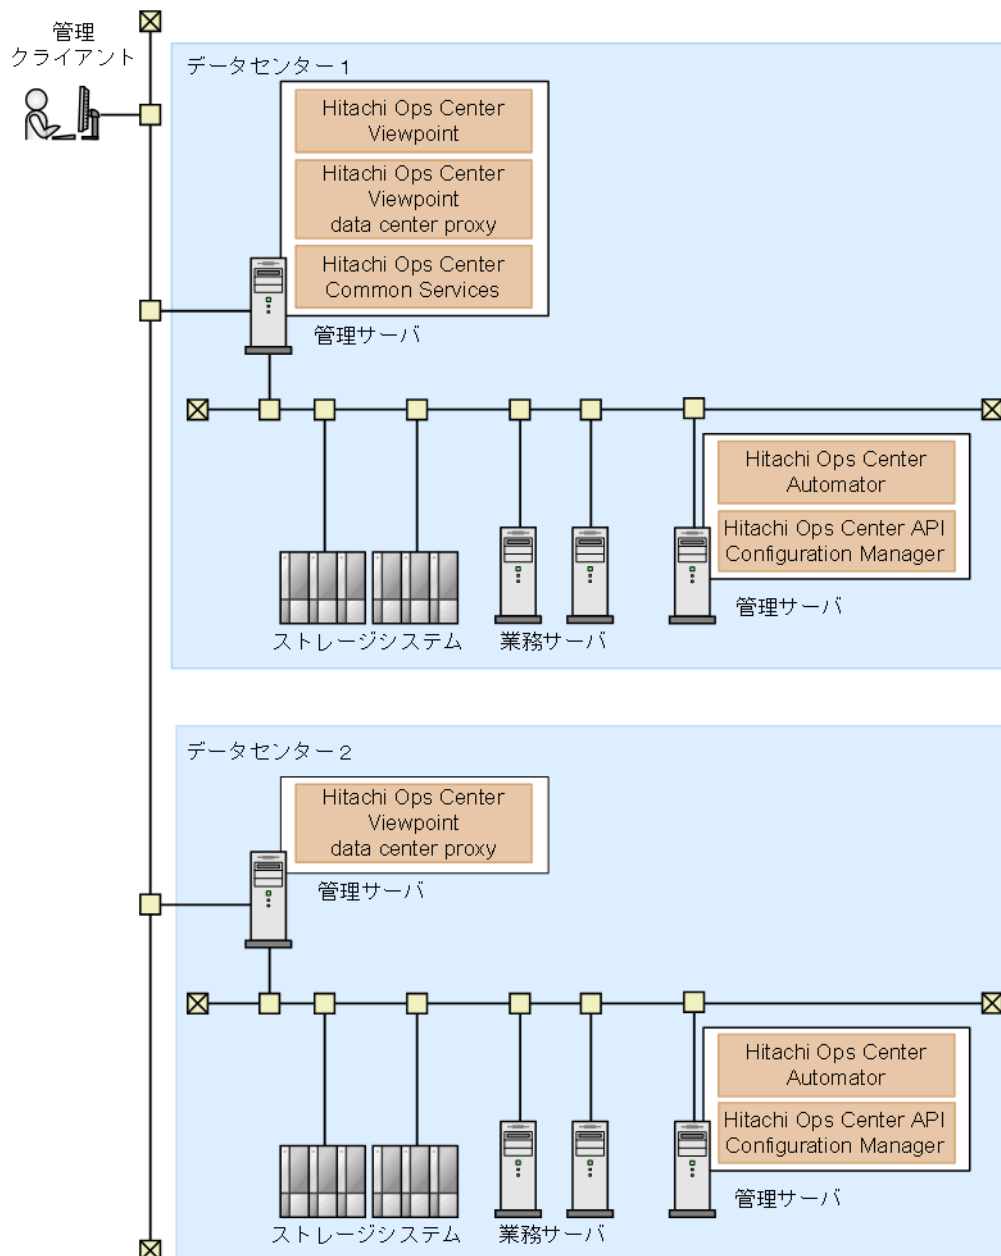 管理
クライアント
データセンター1
Hitachi Ops Center
Viewpoint
Hitachi Ops Center
Viewpoint
data center proxy
Hitachi Ops Center
Common Services
管理サーバ
Hitachi Ops Center
Automator
Hitachi Ops Center API
Configuration Manager
管理サーバ
ストレージシステム
業務サーバ
データセンター2
Hitachi Ops Center
Viewpoint
data center proxy
管理サーバ
Hitachi Ops Center
Automator
Hitachi Ops Center API
Configuration Manager
管理サーバ
ストレージシステム
業務サーバ